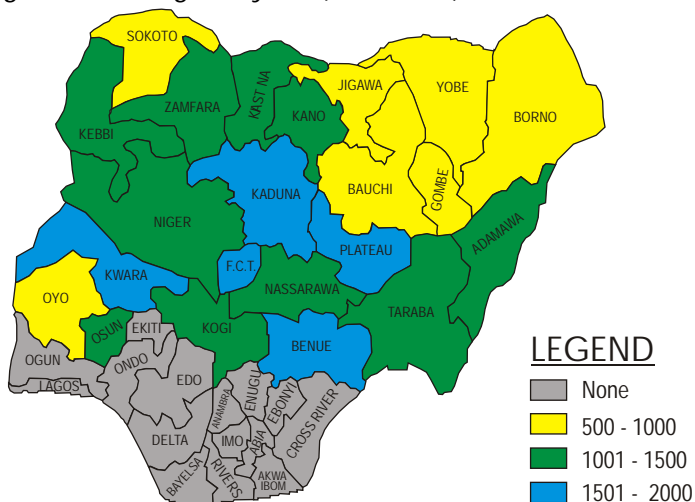 SOKOTO
JIGAWA
YOBE
BORNO
ZAMFARA
KAST NA
KANO
KEBBI
BAUCHI
GOMBE
KADUNA
NIGER
ADAMAWA
PLATEAU
F.C.T.
KWARA
NASSARAWA
OYO
TARABA
OSUN
KOGI
EKITI
BENUE
OGUN
ONDO
LAGOS
EDO
ANAMBRA
ENUGU
EBONYI
CROSS RIVER
DELTA
IMO
ABIA
BAYELSA
RIVERS
AKWA
IBOM
LEGEND
None
500 - 1000
1001 - 1500
1501 - 2000